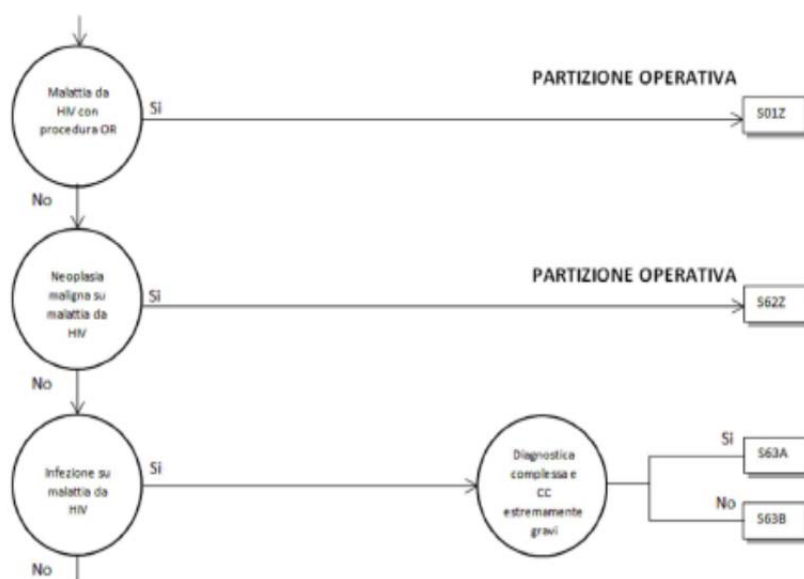 PARTIZIONE OPERATIVA
Malattia da
HIV con
procedura OR
Si
S01Z
No
PARTIZIONE OPERATIVA
Neoplasia
maligna su
malattia da
HIV
Si
S62Z
No
Infezione su
malattia da
HIV
Si
Diagnostica
complessa e
CC
estremamente
gravi
Si
S63A
No
S63B
No